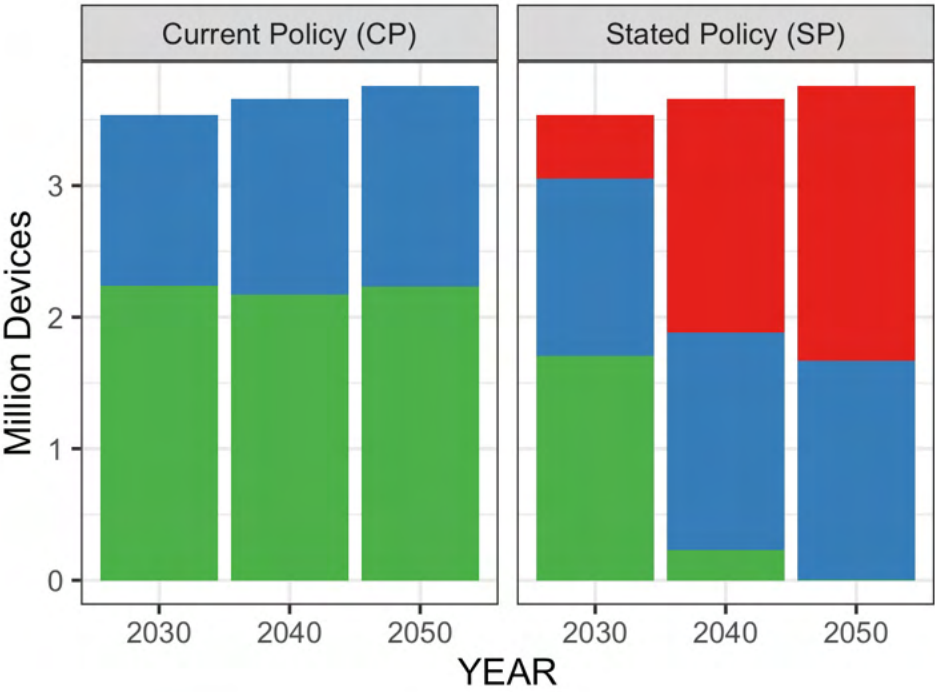 Current Policy (CP)
Stated Policy (SP)
Million Devices
3
2
1
0
2030 2040 2050
2030 2040 2050
YEAR